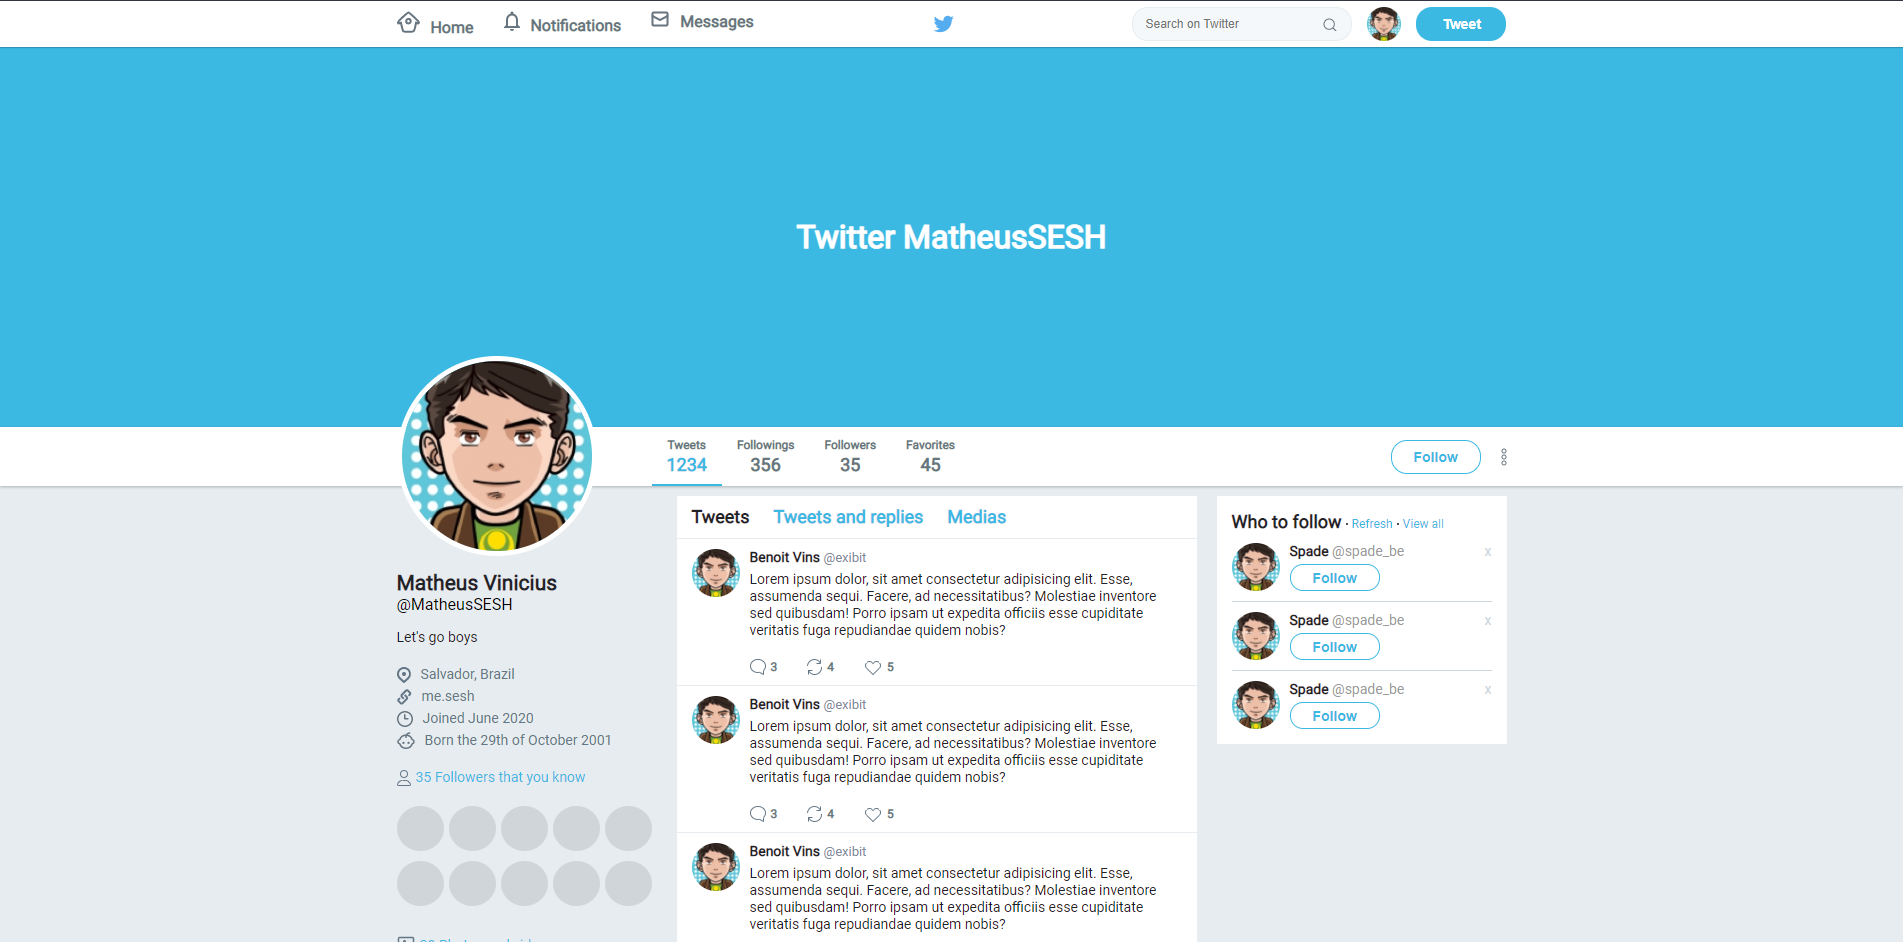 Home
Notifications
Messages
Search on Twitter
Tweet
Twitter MatheusSESH
Tweets
1234
Followings
356
Followers
35
Favorites
45
Follow
Matheus Vinicius
@MatheusSESH
Let's go boys
Salvador, Brazil
me.sesh
Joined June 2020
Born the 29th of October 2001
35 Followers that you know
Tweets Tweets and replies Medias
Benoit Vins @exibit
Lorem ipsum dolor, sit amet consectetur adipisicing elit. Esse,
assumenda sequi. Facere, ad necessitatibus? Molestiae inventore
sed quibusdam! Porro ipsam ut expedita officiis esse cupiditate
veritatis fuga repudiandae quidem nobis?
3 4 5
Benoit Vins @exibit
Lorem ipsum dolor, sit amet consectetur adipisicing elit. Esse,
assumenda sequi. Facere, ad necessitatibus? Molestiae inventore
sed quibusdam! Porro ipsam ut expedita officiis esse cupiditate
veritatis fuga repudiandae quidem nobis?
3 4 5
Benoit Vins @exibit
Lorem ipsum dolor, sit amet consectetur adipisicing elit. Esse,
assumenda sequi. Facere, ad necessitatibus? Molestiae inventore
sed quibusdam! Porro ipsam ut expedita officiis esse cupiditate
veritatis fuga repudiandae quidem nobis?
Who to follow · Refresh · View all
Spade @spade_be x
Follow
Spade @spade_be x
Follow
Spade @spade_be x
Follow